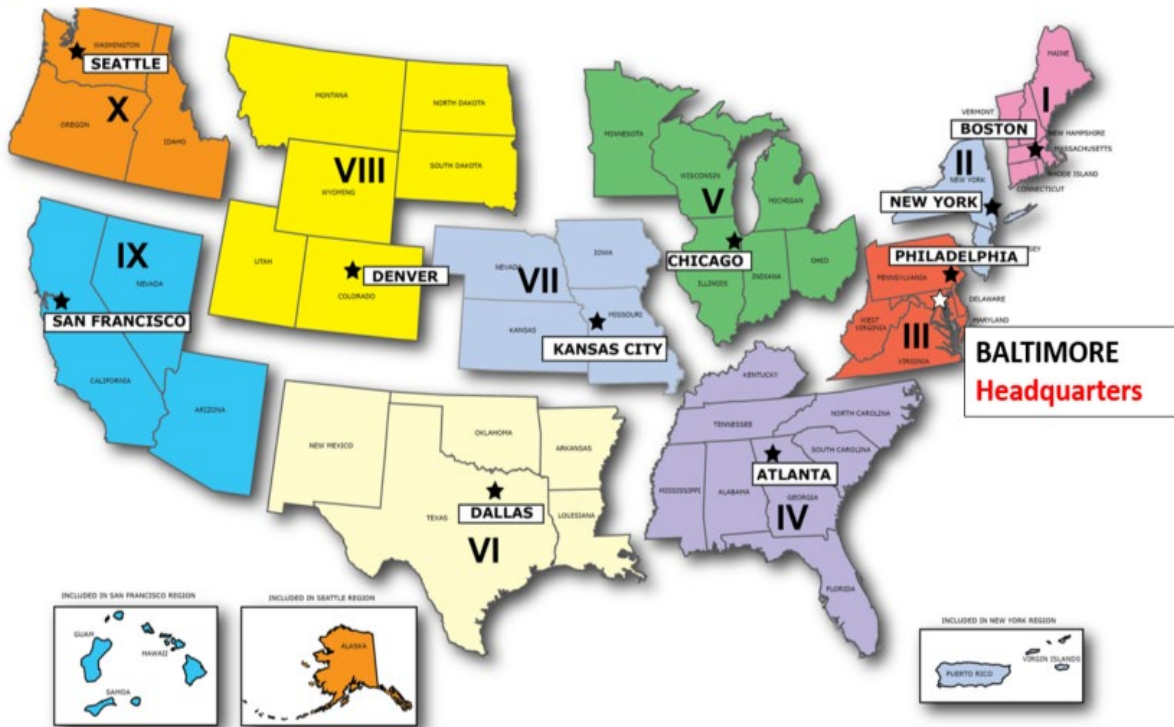 WASHINGTON
SEATTLE
X
OREGON
IDAHO
MONTANA
NORTH DAKOTA
VIII
SOUTH DAKOTA
WYOMING
UTAH
DENVER
COLORADO
IX
NEVADA
SAN FRANCISCO
CALIFORNIA
ARIZONA
NEVADA
IOWA
VII
KANSAS
MISSOURI
KANSAS CITY
MINNESOTA
WISCONSIN
V
MICHIGAN
CHICAGO
ILLINOIS
INDIANA
OHIO
MAINE
I
VERMONT
BOSTON
NEW HAMPSHIRE
MASSACHUSETTS
RHODE ISLAND
CONNECTICUT
II
NEW YORK
NEW YORK
PHILADELPHIA
PENNSYLVANIA
DELAWARE
WEST
VIRGINIA
MARYLAND
III
VIRGINIA
BALTIMORE
Headquarters
KENTUCKY
NORTH CAROLINA
TENNESSEE
SOUTH CAROLINA
ATLANTA
MISSISSIPPI
ALABAMA
GEORGIA
IV
FLORIDA
NEW MEXICO
OKLAHOMA
ARKANSAS
DALLAS
TEXAS
LOUISIANA
VI
INCLUDED IN SAN FRANCISCO REGION
GUAM
HAWAII
SAMOA
INCLUDED IN SEATTLE REGION
ALASKA
INCLUDED IN NEW YORK REGION
VIRGIN ISLANDS
PUERTO RICO